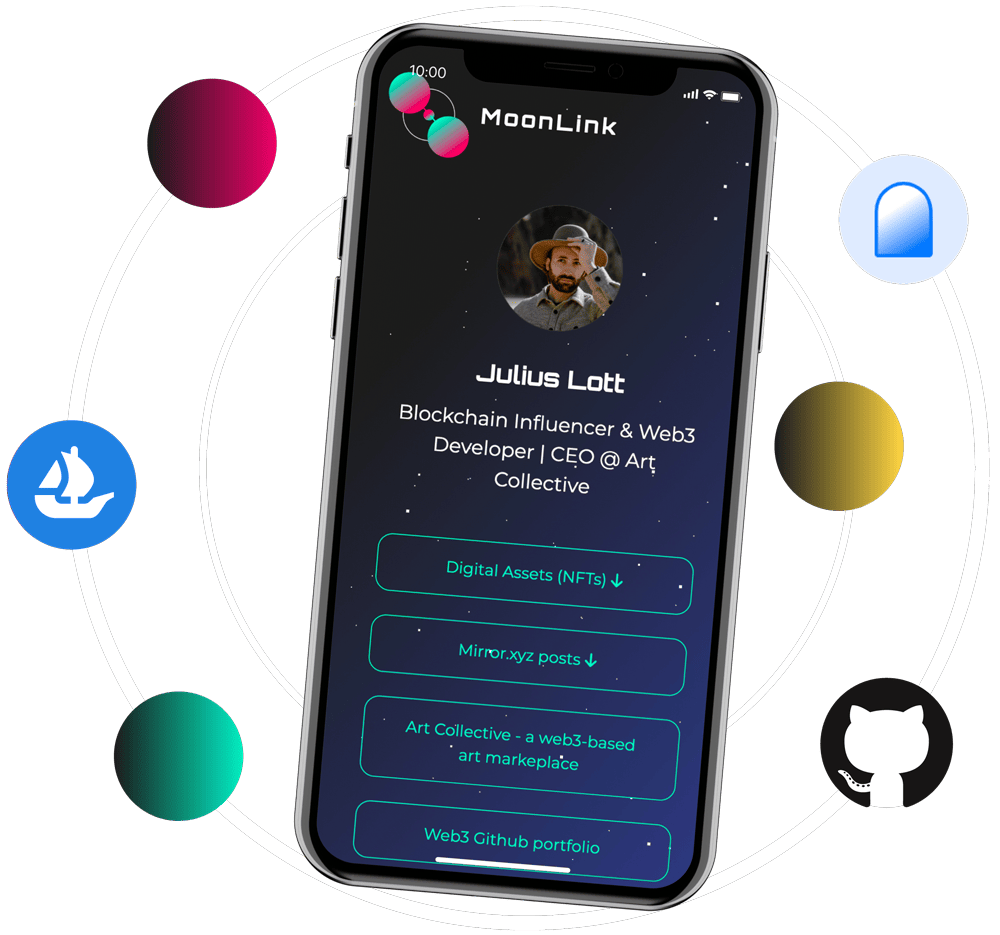 10:00
MoonLink
Julius Lott
Blockchain Influencer & Web3
Developer | CEO @ Art
Collective
Digital Assets (NFTs) ↓
Mirror.xyz posts ↓
Art Collective - a web3-based
art markeplace
Web3 Github portfolio